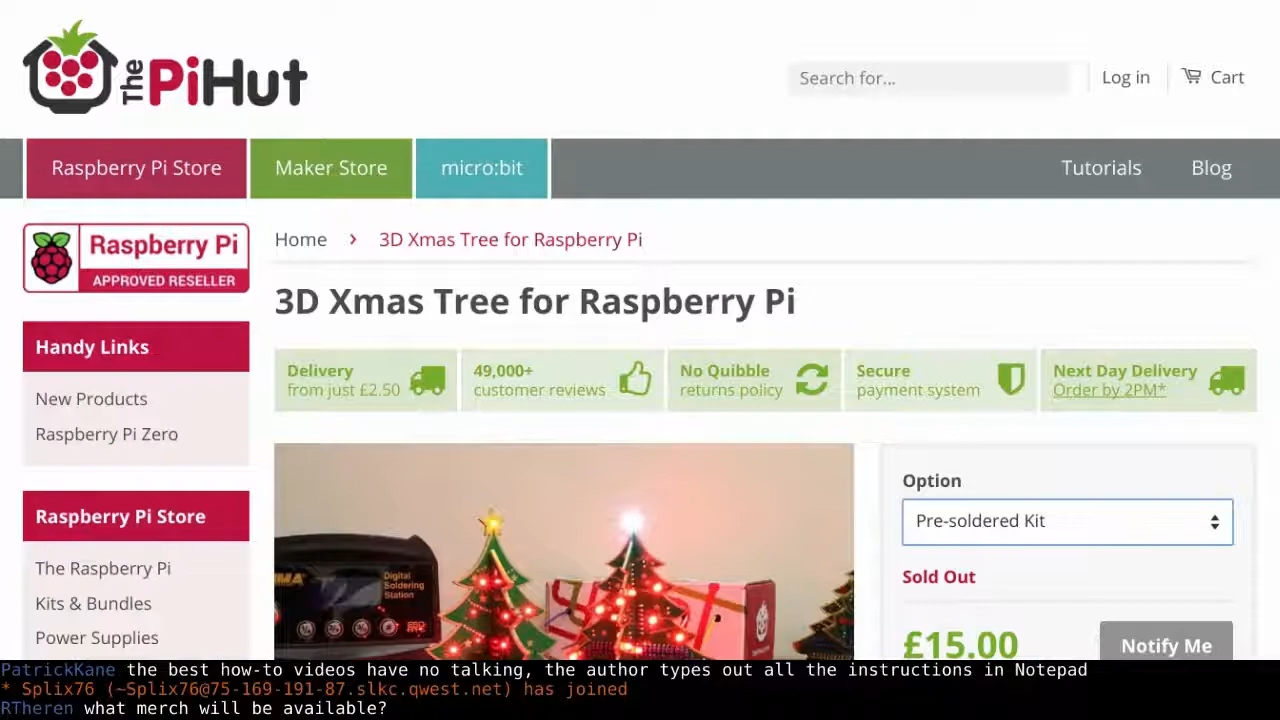 The PiHut
Search for...
Log in
Cart
Raspberry Pi Store
Maker Store
micro:bit
Tutorials
Blog
Raspberry Pi
APPROVED RESELLER
Home › 3D Xmas Tree for Raspberry Pi
3D Xmas Tree for Raspberry Pi
Delivery
from just £2.50
49,000+
customer reviews
No Quibble
returns policy
Secure
payment system
Next Day Delivery
Order by 2PM*
Handy Links
New Products
Raspberry Pi Zero
Raspberry Pi Store
The Raspberry Pi
Kits & Bundles
Power Supplies
Digital
Soldering
Station
Option
Pre-soldered Kit
Sold Out
£15.00
Notify Me
PatrickKane the best how-to videos have no talking, the author types out all the instructions in Notepad
* Splix76 (~Splix76@75-169-191-87.slkc.qwest.net) has joined
RTheren what merch will be available?